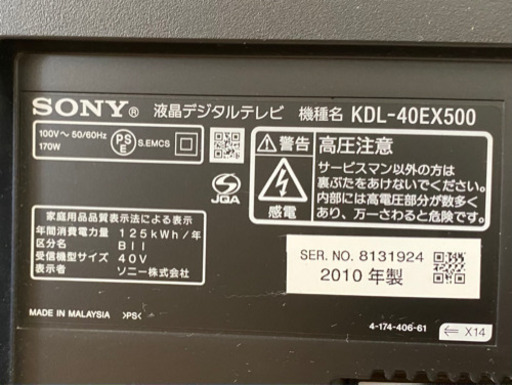 SONY® 液晶デジタルテレビ 機種名 KDL-40EX500
100V～50/60Hz
170W
PS
E
S.EMCS
JQA
警告
感電
高圧注意
サービスマン以外の方は
裏ぶたをあけないでください。
内部には高電圧部分が数多く
あり、万一さわると危険です。
家庭用品品質表示法による表示
年間消費電力量 125kWh/年
区分名 BII
受信機型サイズ 40V
表示者 ソニー株式会社
SER. NO. 8131924
2010 年製
MADE IN MALAYSIA >PS<
4-174-406-61
X14